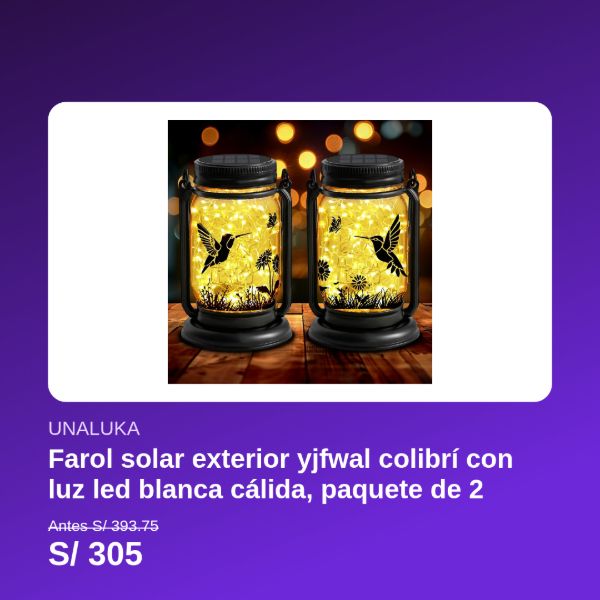 UNALUKA
Farol solar exterior yjfwal colibrí con
luz led blanca cálida, paquete de 2
Antes S/ 393.75
S/ 305